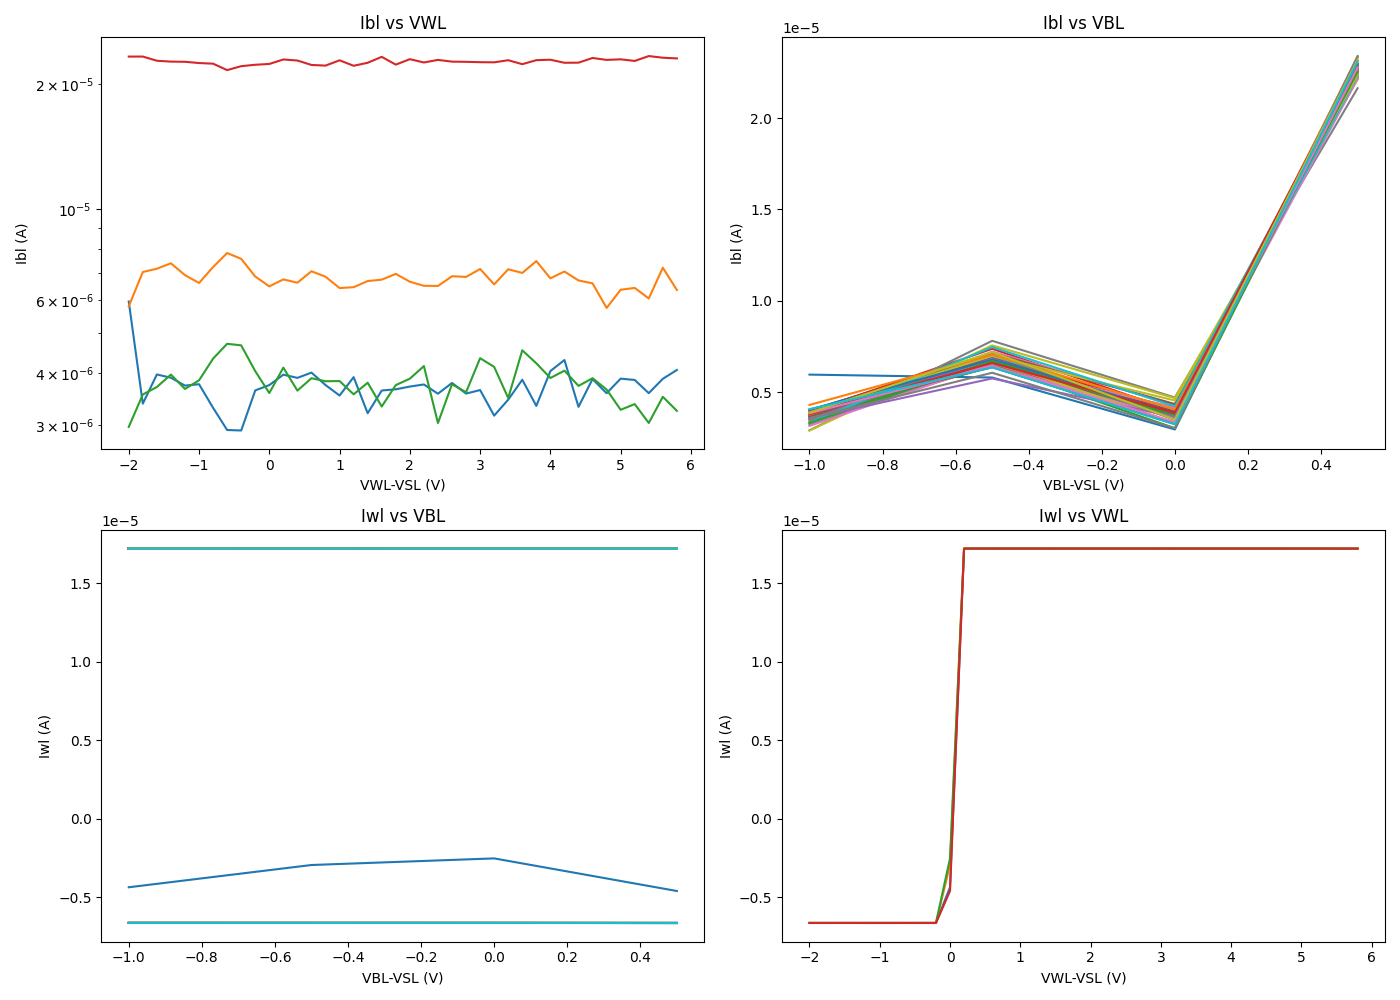 Ibl vs VWL
Ibl (A)
2 × 10⁻⁵
10⁻⁵
6 × 10⁻⁶
4 × 10⁻⁶
3 × 10⁻⁶
−2 −1 0 1 2 3 4 5 6
VWL-VSL (V)
Ibl vs VBL
1e−5
Ibl (A)
2.0
1.5
1.0
0.5
−1.0 −0.8 −0.6 −0.4 −0.2 0.0 0.2 0.4
VBL-VSL (V)
Iwl vs VBL
1e−5
Iwl (A)
1.5
1.0
0.5
0.0
−0.5
−1.0 −0.8 −0.6 −0.4 −0.2 0.0 0.2 0.4
VBL-VSL (V)
Iwl vs VWL
1e−5
Iwl (A)
1.5
1.0
0.5
0.0
−0.5
−2 −1 0 1 2 3 4 5 6
VWL-VSL (V)